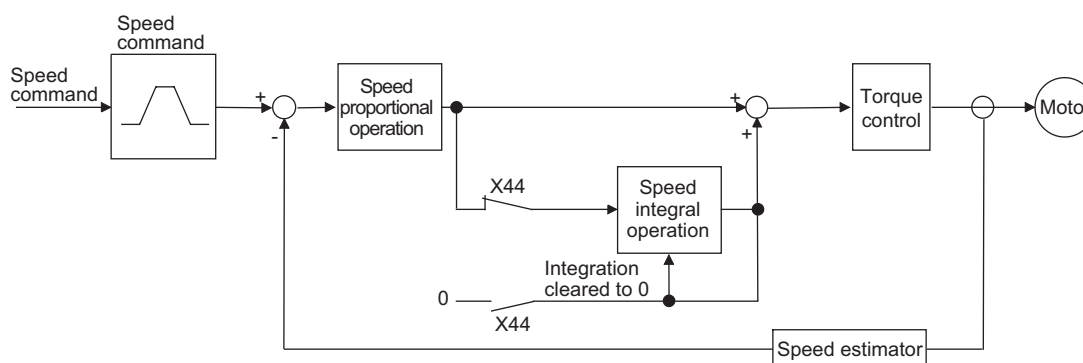 Speed
command
Speed
command
+
-
Speed
proportional
operation
+
+
Torque
control
Moto
X44
Speed
integral
operation
Integration
cleared to 0
0
X44
Speed estimator